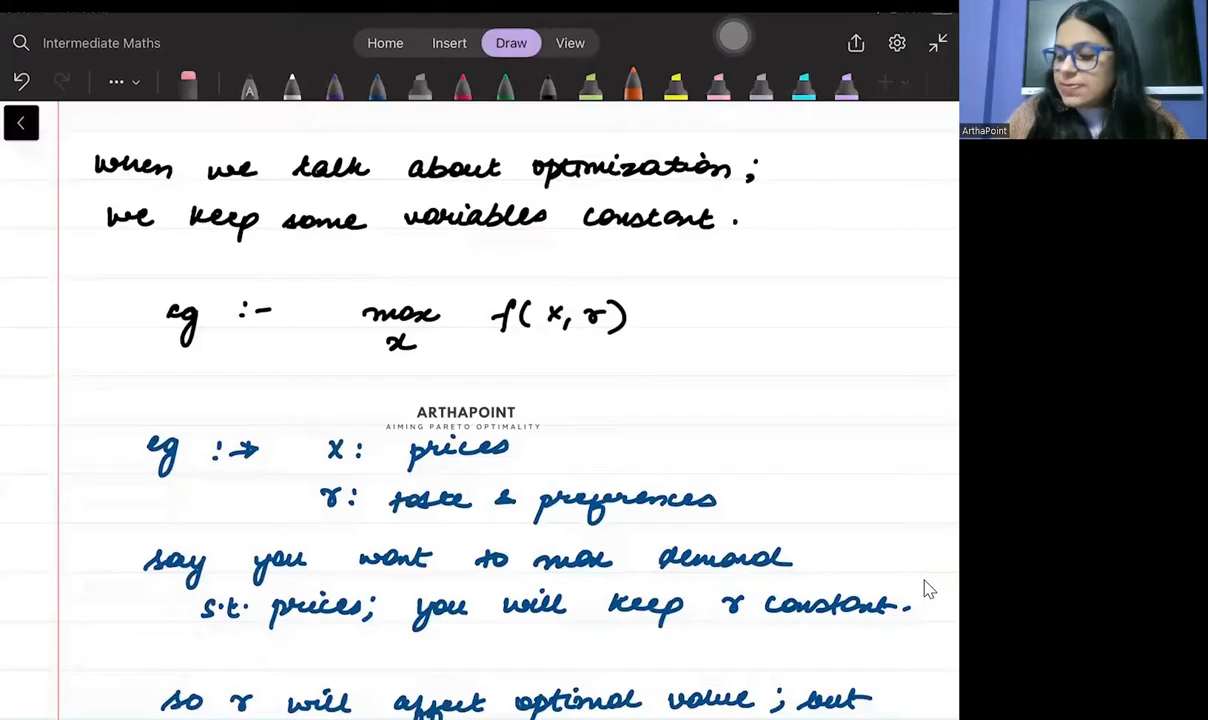 Intermediate Maths
Home Insert Draw View
ArthaPoint
when we talk about optimization;
we keep some variables constant.
eg :- max f(x, r)
x
ARTHAPOINT
AIMING PARETO OPTIMALITY
eg :→ x: prices
r: taste & preferences
say you want to max demand
s.t. prices; you will keep r constant.
so r will affect optimal value; but